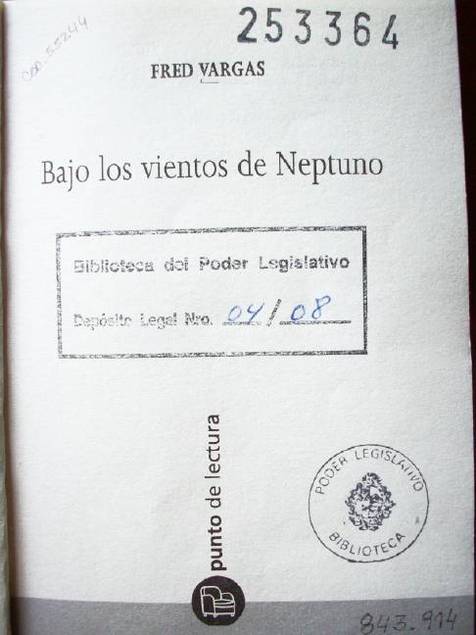 COD. 55244
253364
FRED VARGAS
Bajo los vientos de Neptuno
Biblioteca del Poder Legislativo
Depósito Legal Nro. 04/08
punto de lectura
PODER LEGISLATIVO
BIBLIOTECA
843.914